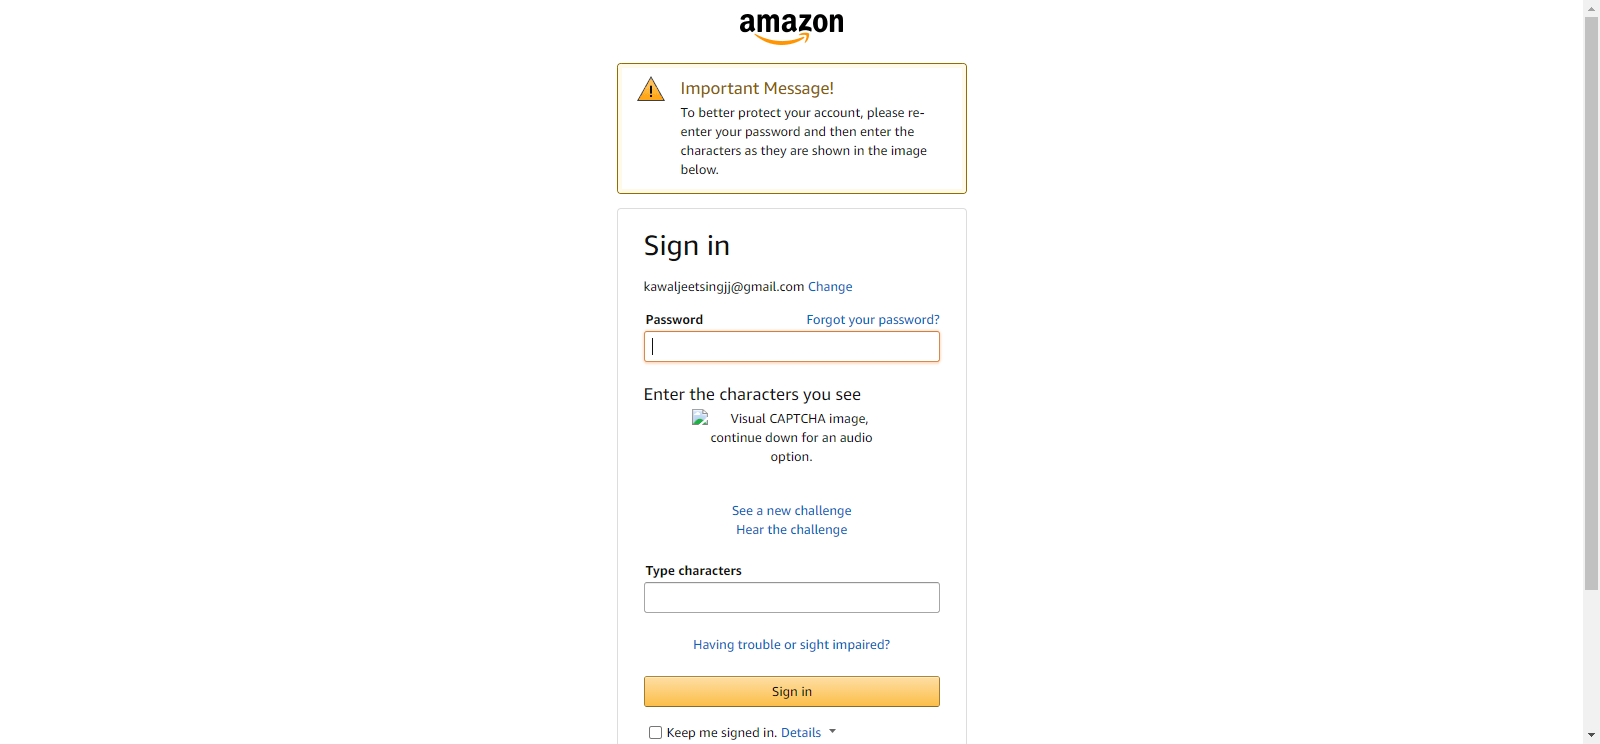 amazon
Important Message!
To better protect your account, please re-
enter your password and then enter the
characters as they are shown in the image
below.
Sign in
kawaljeetsingjj@gmail.com Change
Password Forgot your password?
Enter the characters you see
Visual CAPTCHA image,
continue down for an audio
option.
See a new challenge
Hear the challenge
Type characters
Having trouble or sight impaired?
Sign in
Keep me signed in. Details